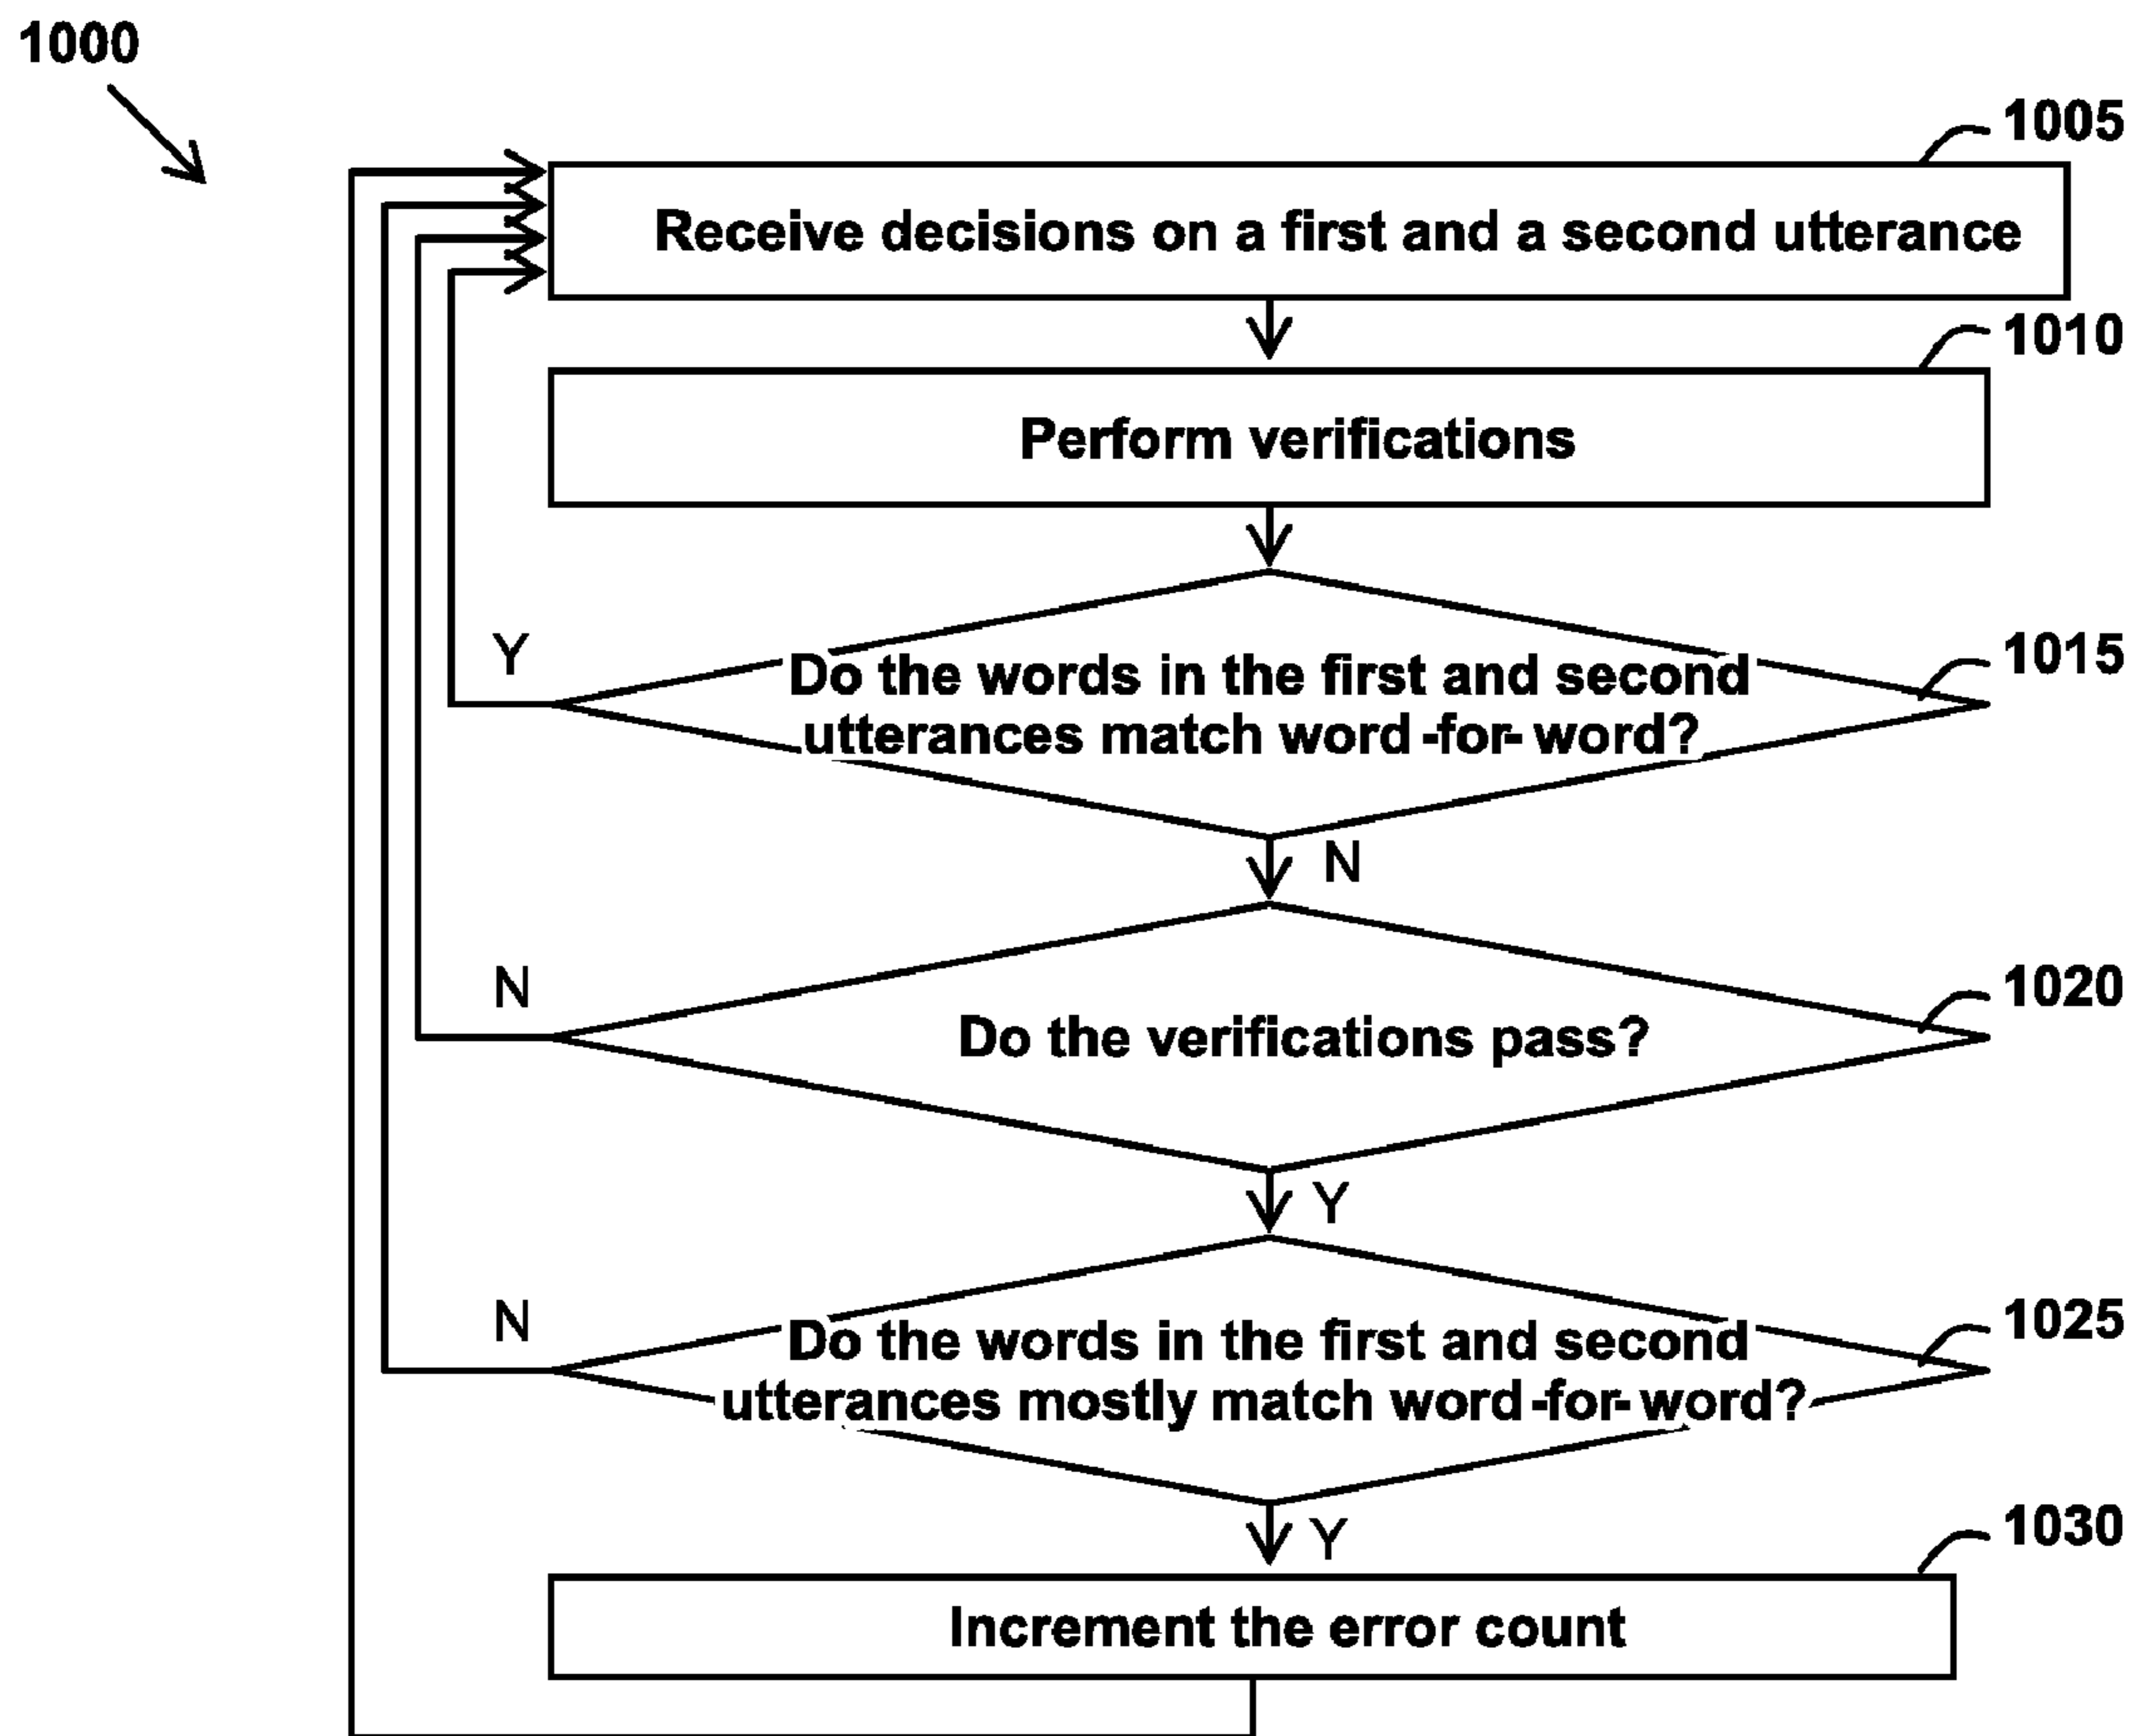 1000
1005
Receive decisions on a first and a second utterance
1010
Perform verifications
Y
1015
Do the words in the first and second
utterances match word-for-word?
N
N
1020
Do the verifications pass?
Y
N
1025
Do the words in the first and second
utterances mostly match word-for-word?
Y
1030
Increment the error count